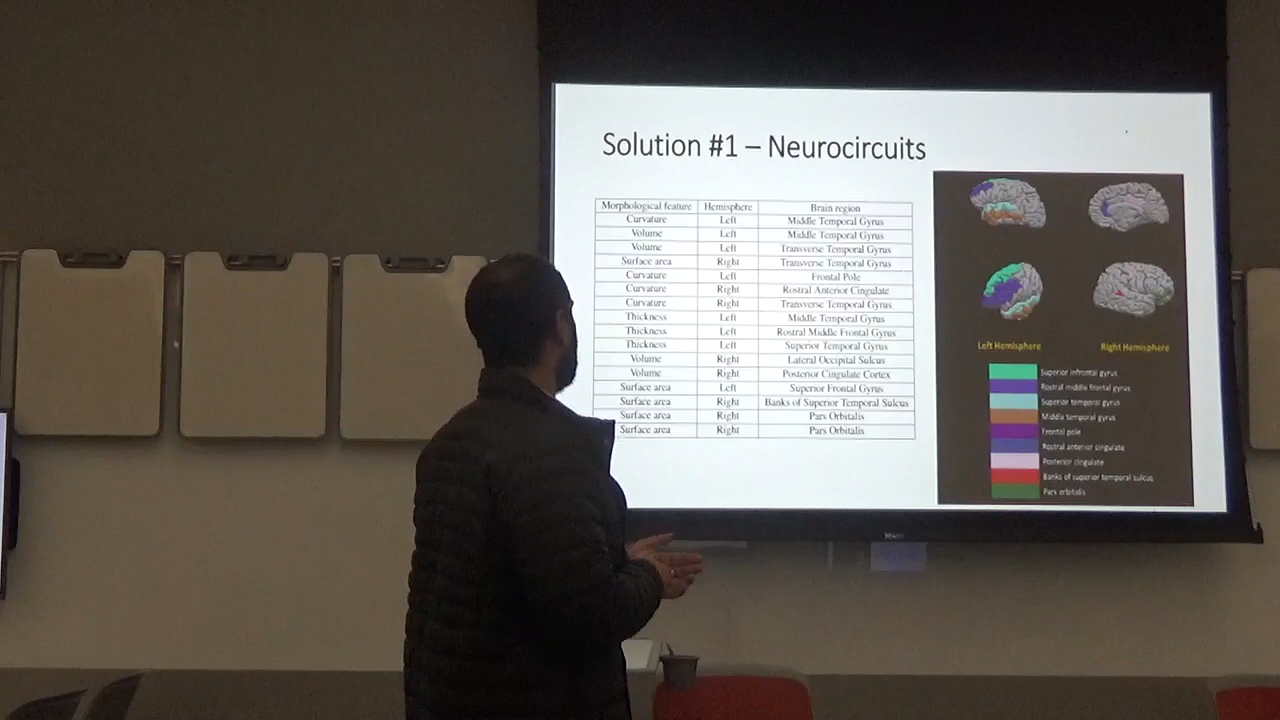 Solution #1 – Neurocircuits
Morphological feature Hemisphere Brain region
Curvature Left Middle Temporal Gyrus
Volume Left Middle Temporal Gyrus
Volume Left Transverse Temporal Gyrus
Surface area Right Transverse Temporal Gyrus
Curvature Left Frontal Pole
Curvature Right Rostral Anterior Cingulate
Curvature Right Transverse Temporal Gyrus
Thickness Left Middle Temporal Gyrus
Thickness Left Rostral Middle Frontal Gyrus
Thickness Left Superior Temporal Gyrus
Volume Right Lateral Occipital Sulcus
Volume Right Posterior Cingulate Cortex
Surface area Left Superior Frontal Gyrus
Surface area Right Banks of Superior Temporal Sulcus
Surface area Right Pars Orbitalis
Surface area Right Pars Orbitalis
Left Hemisphere Right Hemisphere
Superior infrontal gyrus
Rostral middle frontal gyrus
Superior temporal gyrus
Middle temporal gyrus
Frontal pole
Rostral anterior cingulate
Posterior cingulate
Banks of superior temporal sulcus
Pars orbitalis